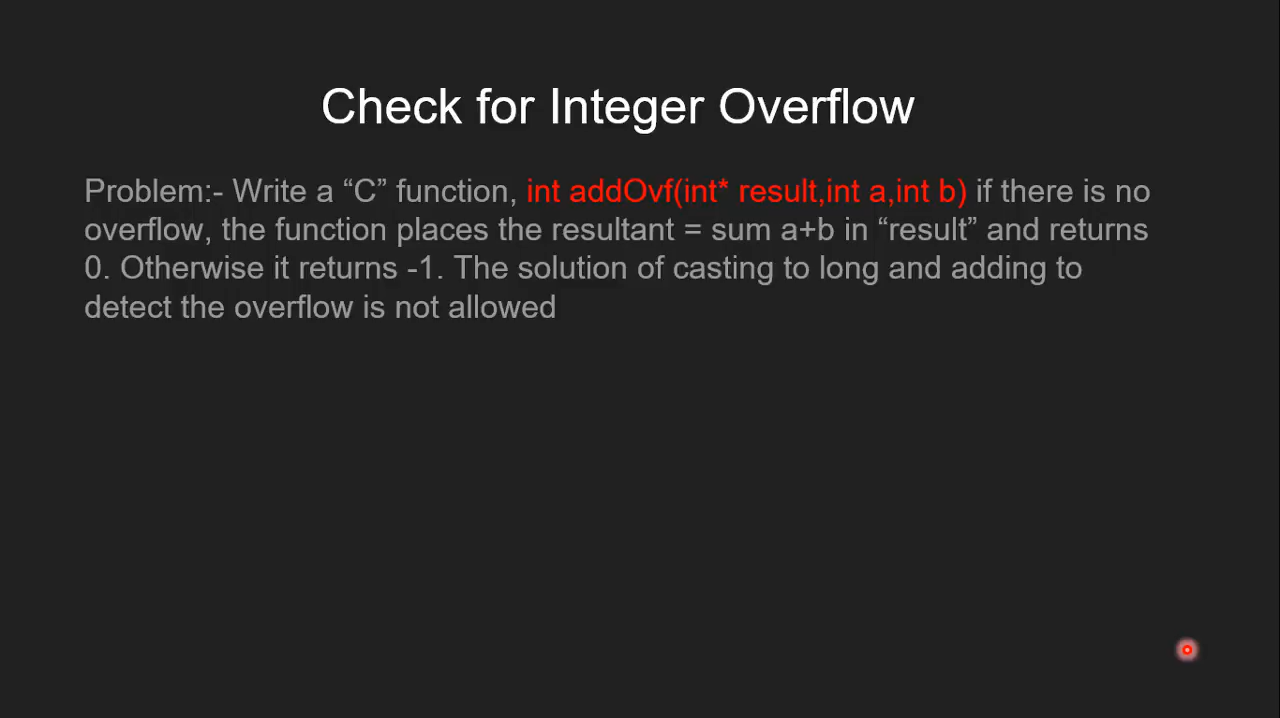 Check for Integer Overflow
Problem:- Write a “C” function, int addOvf(int* result,int a,int b) if there is no
overflow, the function places the resultant = sum a+b in “result” and returns
0. Otherwise it returns -1. The solution of casting to long and adding to
detect the overflow is not allowed